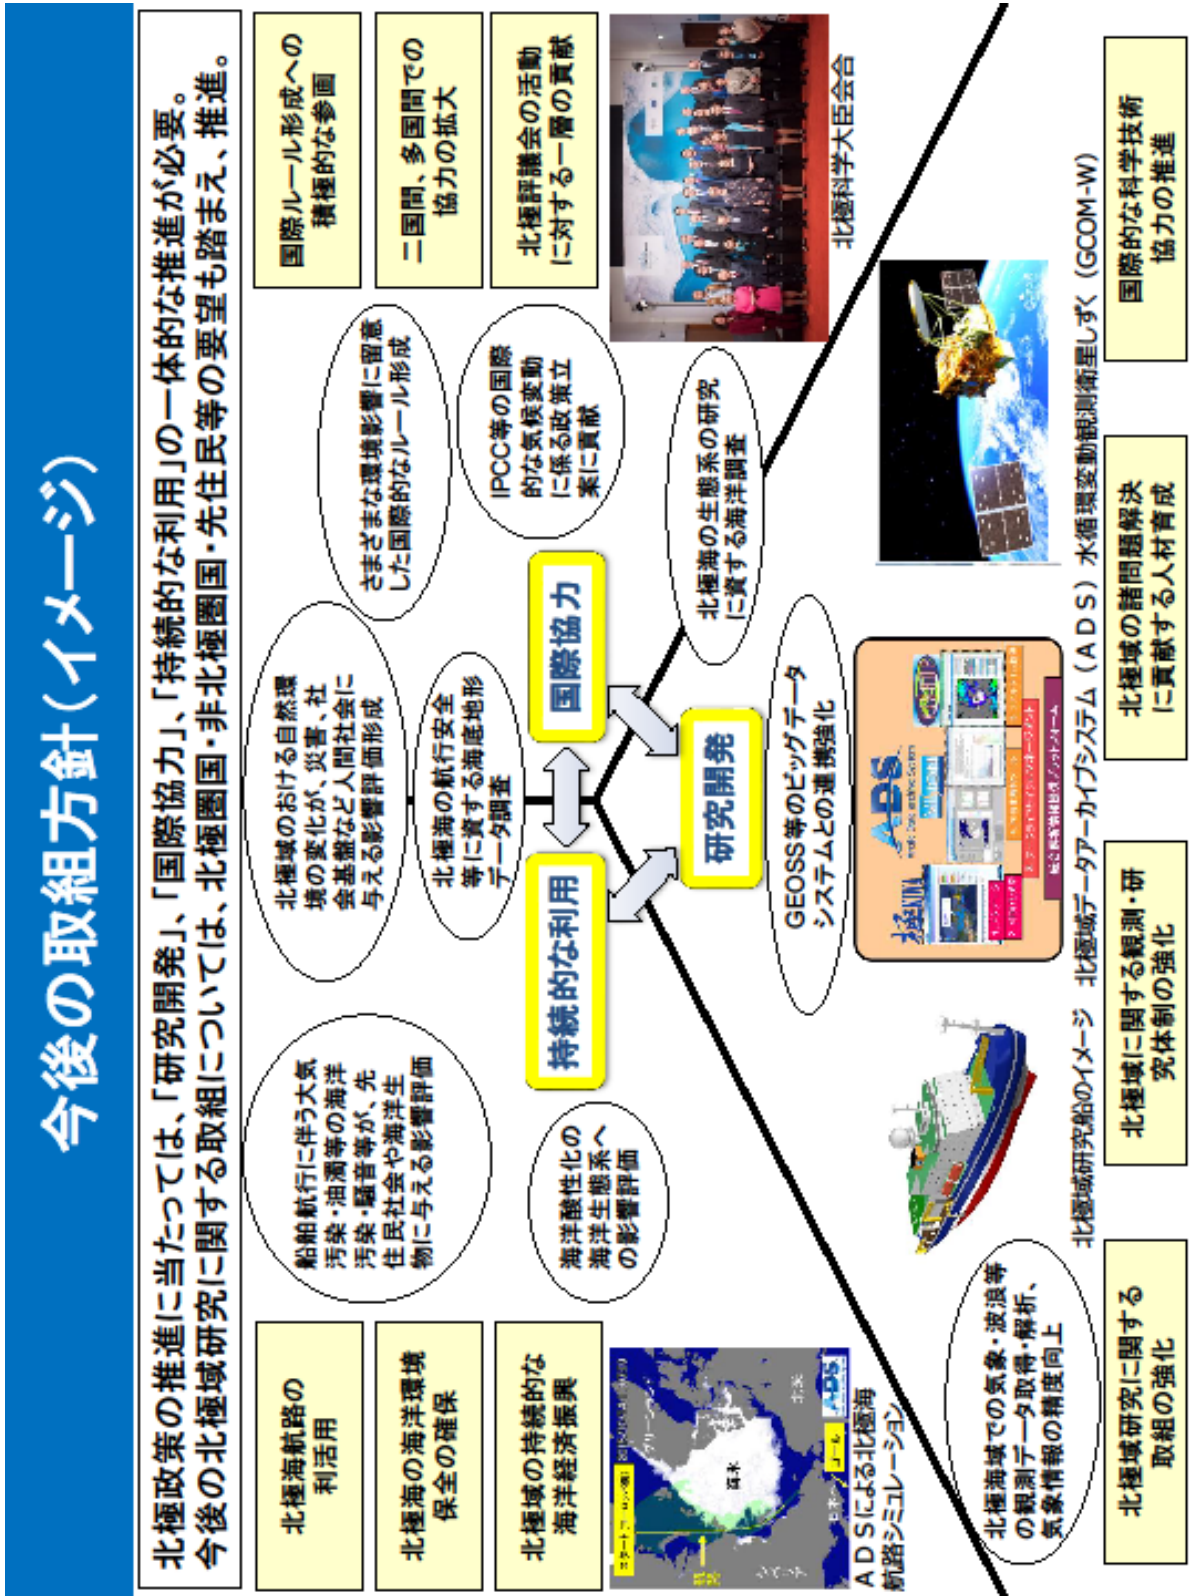 今後の取組方針(イメージ)
北極政策の推進に当たっては、「研究開発」、「国際協力」、「持続的な利用」の一体的な推進が必要。
今後の北極域研究に関する取組については、北極圏国・非北極圏国・先住民等の要望も踏まえ、推進。
北極海航路の
利活用
北極海の海洋環境
保全の確保
北極域の持続的な
海洋経済振興
船舶航行に伴う大気
汚染・油濁等の海洋
汚染・騒音等が、先
住民社会や海洋生
物に与える影響評価
海洋酸性化の
海洋生態系へ
の影響評価
北極域のおける自然環
境の変化が、災害、社
会基盤など人間社会に
与える影響評価形成
北極海の航行安全
等に資する海底地形
データ調査
さまざまな環境影響に留意
した国際的なルール形成
IPCC等の国際
的な気候変動
に係る政策立
案に貢献
国際ルール形成への
積極的な参画
二国間、多国間での
協力の拡大
北極評議会の活動
に対する一層の貢献
持続的な利用
国際協力
研究開発
北極海の生態系の研究
に資する海洋調査
北極科学大臣会合
海氷
北米
ADS
ゴール
ADSによる北極海
航路シミュレーション
GEOSS等のビッグデータ
システムとの連携強化
ADS
北極海域での気象・波浪等
の観測データ取得・解析、
気象情報の精度向上
北極域研究船のイメージ
北極域データアーカイブシステム(ADS)
水循環変動観測衛星しずく(GCOM-W)
北極域研究に関する
取組の強化
北極域に関する観測・研
究体制の強化
北極域の諸問題解決
に貢献する人材育成
国際的な科学技術
協力の推進